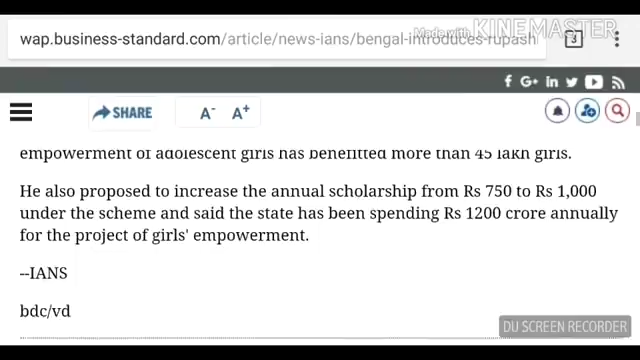 Made with KINEMASTER
wap.business-standard.com/article/news-ians/bengal-introduces-rupashr
3
f G+ in
SHARE A- A+
empowerment of adolescent girls has benefitted more than 45 lakh girls.
He also proposed to increase the annual scholarship from Rs 750 to Rs 1,000
under the scheme and said the state has been spending Rs 1200 crore annually
for the project of girls' empowerment.
--IANS
bdc/vd
DU SCREEN RECORDER